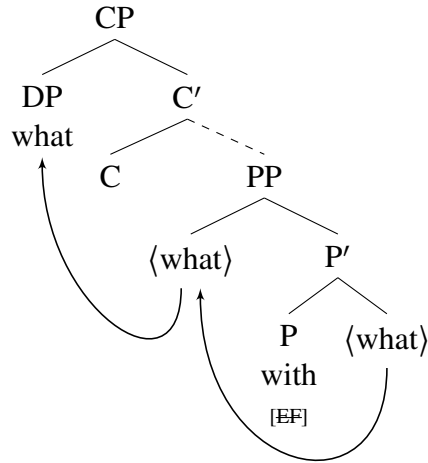 CP
DP C′
what
C PP
⟨what⟩ P′
P ⟨what⟩
with
[EF]